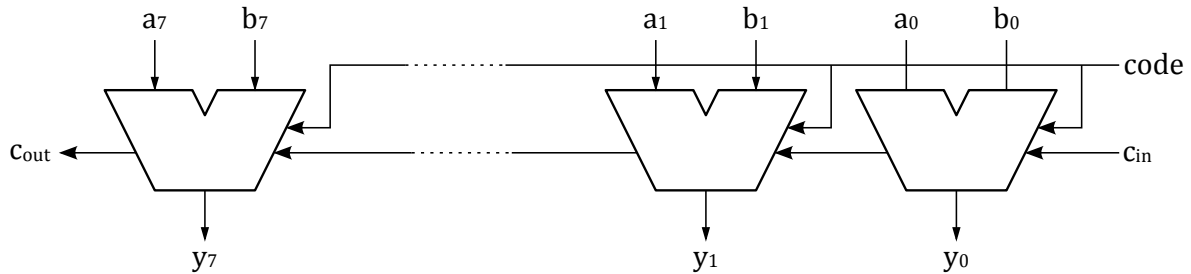 a₇ b₇ a₁ b₁ a₀ b₀
code
cout cin
y₇ y₁ y₀